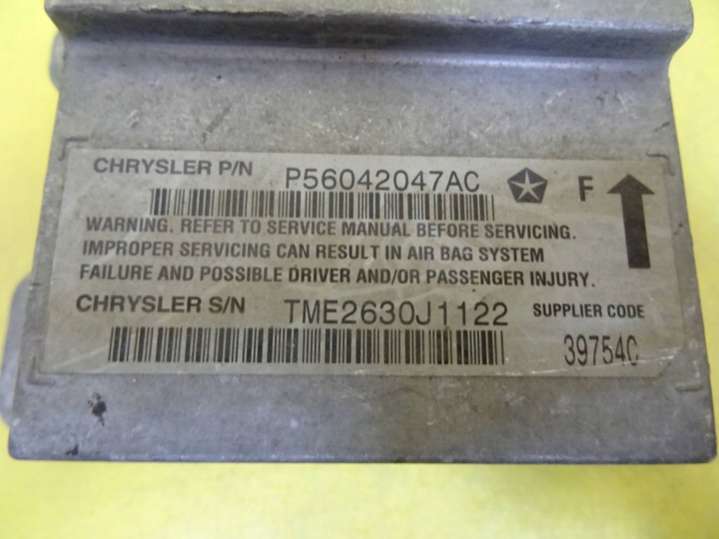 CHRYSLER P/N P56042047AC F
WARNING. REFER TO SERVICE MANUAL BEFORE SERVICING.
IMPROPER SERVICING CAN RESULT IN AIR BAG SYSTEM
FAILURE AND POSSIBLE DRIVER AND/OR PASSENGER INJURY.
CHRYSLER S/N TME2630J1122 SUPPLIER CODE
39754C